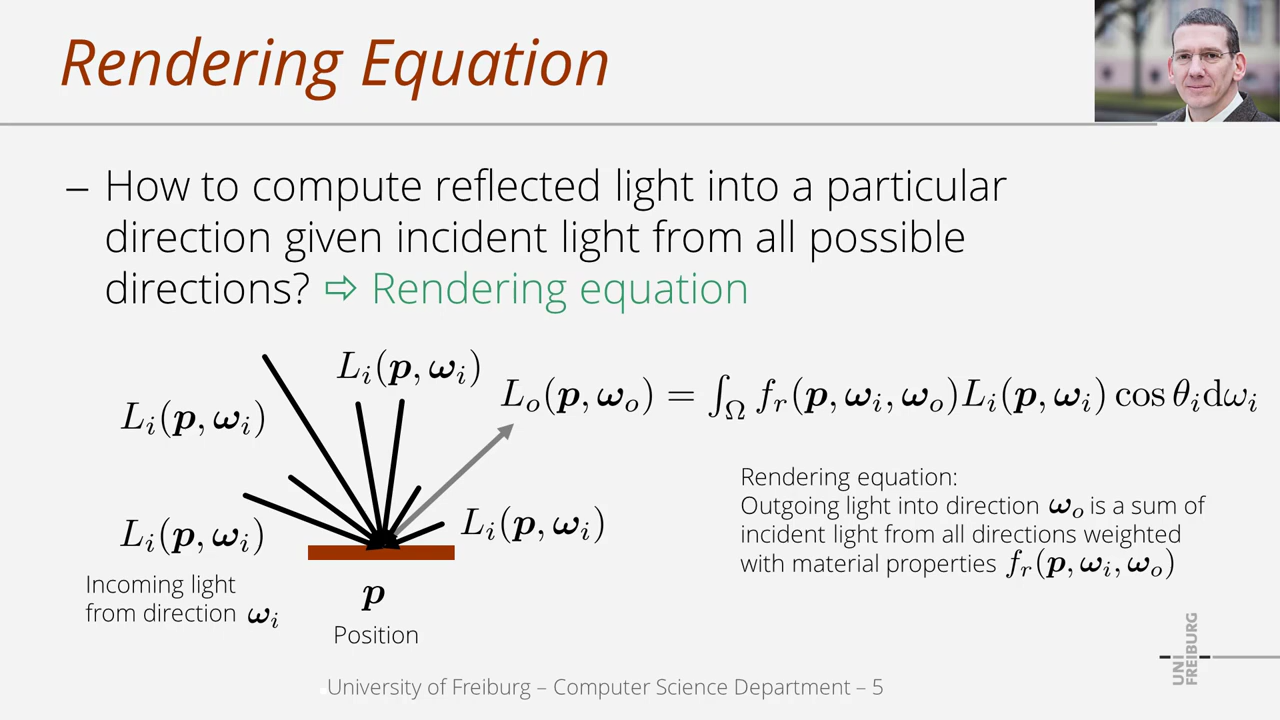 Rendering Equation
– How to compute reflected light into a particular
direction given incident light from all possible
directions? ⇨ Rendering equation
L_i(p, ω_i)
L_o(p, ω_o) = ∫_Ω f_r(p, ω_i, ω_o)L_i(p, ω_i) cos θ_i dω_i
L_i(p, ω_i)
Rendering equation:
Outgoing light into direction ω_o is a sum of
incident light from all directions weighted
with material properties f_r(p, ω_i, ω_o)
L_i(p, ω_i)
L_i(p, ω_i)
Incoming light
from direction ω_i
p
Position
UNI
FREIBURG
University of Freiburg – Computer Science Department – 5